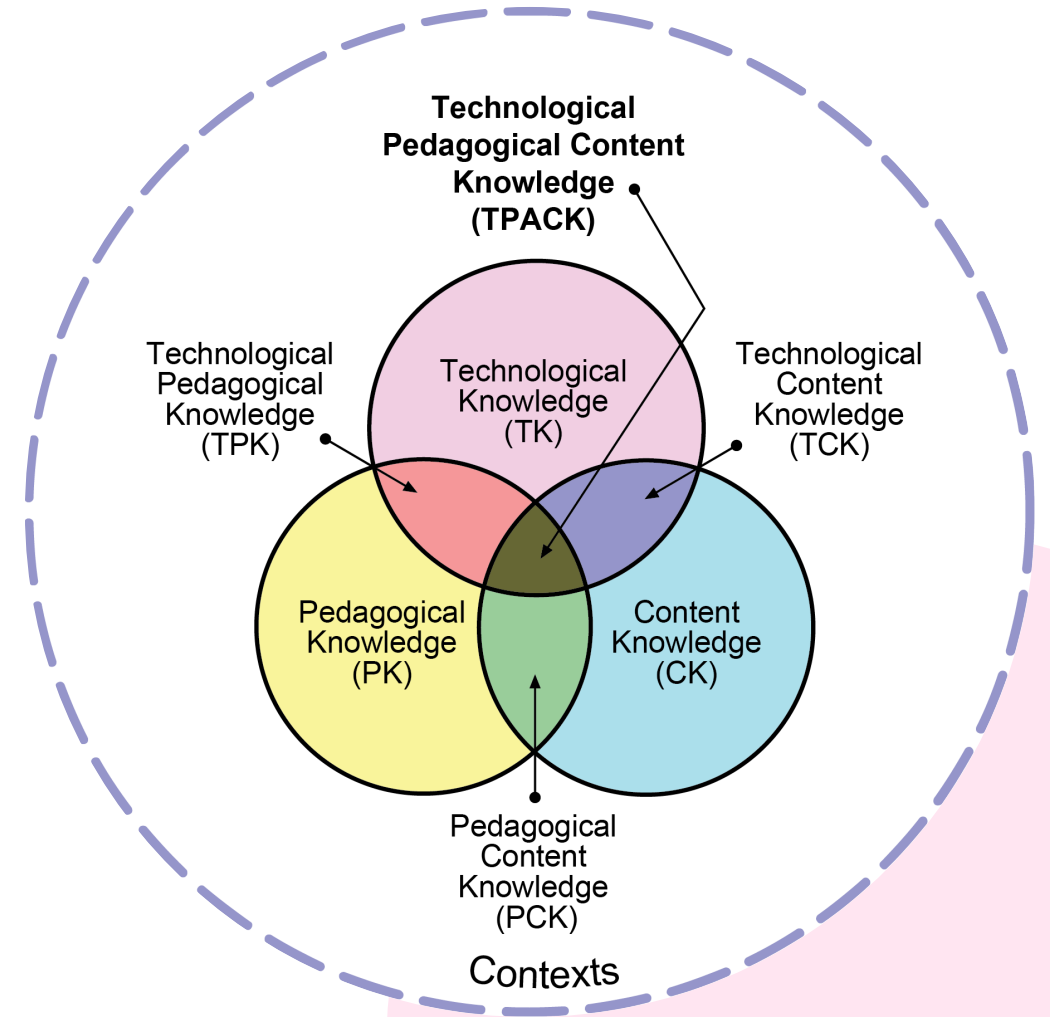 Technological
Pedagogical Content
Knowledge
(TPACK)
Technological
Pedagogical
Knowledge
(TPK)
Technological
Knowledge
(TK)
Technological
Content
Knowledge
(TCK)
Pedagogical
Knowledge
(PK)
Content
Knowledge
(CK)
Pedagogical
Content
Knowledge
(PCK)
Contexts